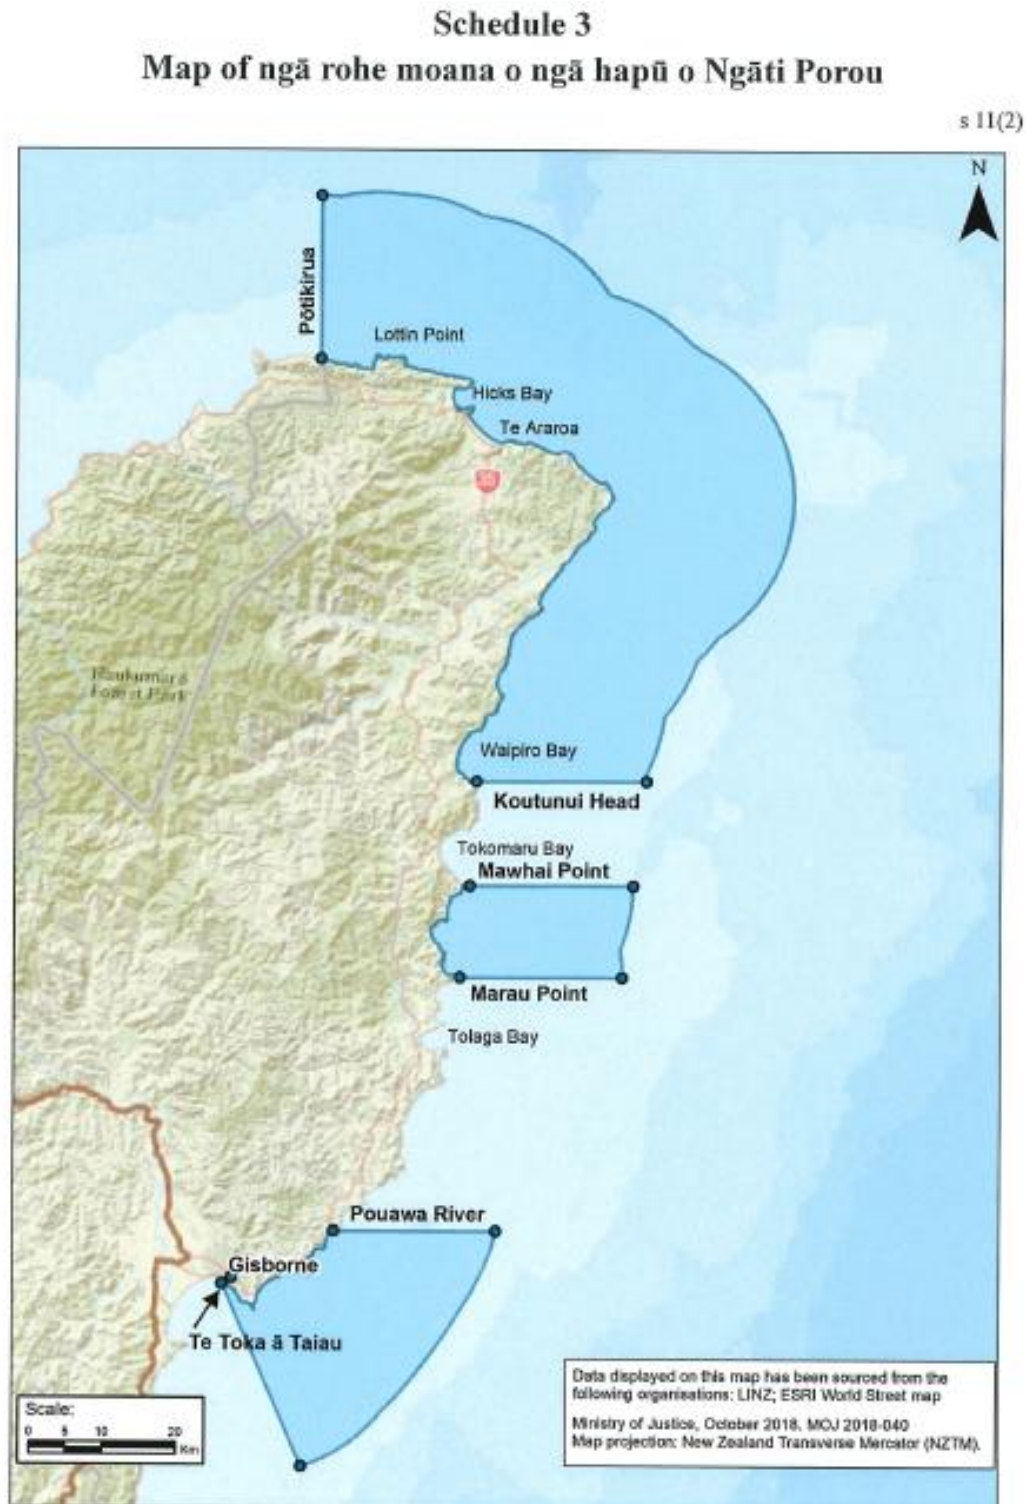 Schedule 3
Map of ngā rohe moana o ngā hapū o Ngāti Porou
s 11(2)
N
Pōtikirua
Lottin Point
Hicks Bay
Te Araroa
35
Raukumara
Forest Park
Waipiro Bay
Koutunui Head
Tokomaru Bay
Mawhai Point
Marau Point
Tolaga Bay
Pouawa River
Gisborne
Te Toka ā Taiau
Data displayed on this map has been sourced from the
following organisations: LINZ; ESRI World Street map
Ministry of Justice, October 2018, MOJ 2018-040
Map projection: New Zealand Transverse Mercator (NZTM).
Scale:
0 5 10 20
Km